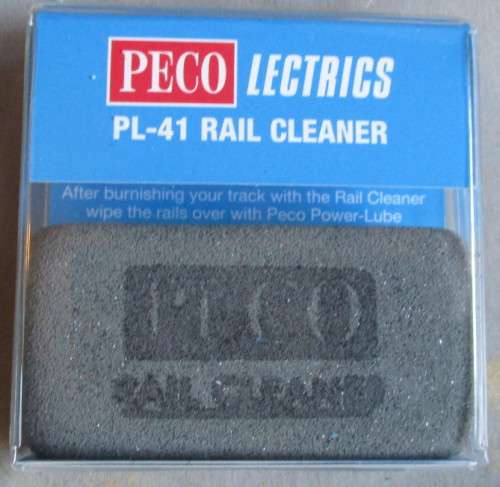 PECO LECTRICS
PL-41 RAIL CLEANER
After burnishing your track with the Rail Cleaner
wipe the rails over with Peco Power-Lube
PECO
RAIL CLEANER